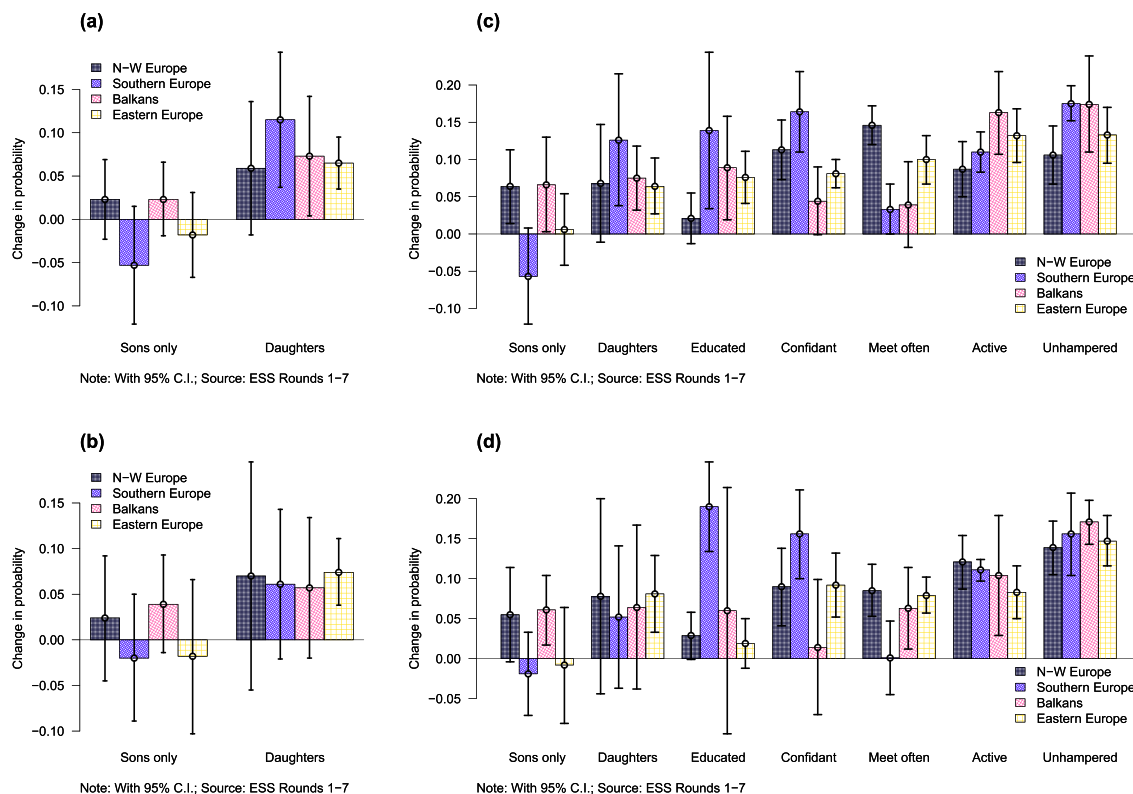 (a)
N−W Europe
Southern Europe
Balkans
Eastern Europe
Change in probability
0.15
0.10
0.05
0.00
−0.05
−0.10
Sons only Daughters
Note: With 95% C.I.; Source: ESS Rounds 1−7
(c)
Change in probability
0.20
0.15
0.10
0.05
0.00
−0.05
−0.10
N−W Europe
Southern Europe
Balkans
Eastern Europe
Sons only Daughters Educated Confidant Meet often Active Unhampered
Note: With 95% C.I.; Source: ESS Rounds 1−7
(b)
N−W Europe
Southern Europe
Balkans
Eastern Europe
Change in probability
0.15
0.10
0.05
0.00
−0.05
−0.10
Sons only Daughters
Note: With 95% C.I.; Source: ESS Rounds 1−7
(d)
Change in probability
0.20
0.15
0.10
0.05
0.00
−0.05
N−W Europe
Southern Europe
Balkans
Eastern Europe
Sons only Daughters Educated Confidant Meet often Active Unhampered
Note: With 95% C.I.; Source: ESS Rounds 1−7